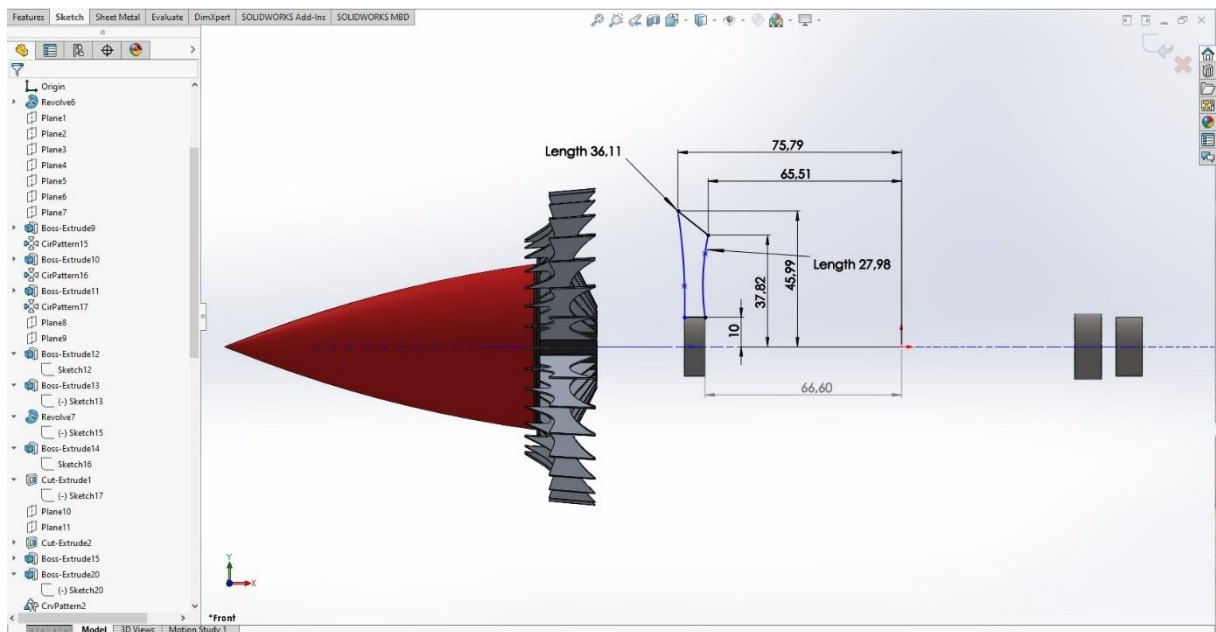 Features Sketch Sheet Metal Evaluate DimXpert SOLIDWORKS Add-Ins SOLIDWORKS MBD
Origin
Revolve6
Plane1
Plane2
Plane3
Plane4
Plane5
Plane6
Plane7
Boss-Extrude9
CirPattern15
Boss-Extrude10
CirPattern16
Boss-Extrude11
CirPattern17
Plane8
Plane9
Boss-Extrude12
Sketch12
Boss-Extrude13
(-) Sketch13
Revolve7
(-) Sketch15
Boss-Extrude14
Sketch16
Cut-Extrude1
(-) Sketch17
Plane10
Plane11
Cut-Extrude2
Boss-Extrude15
Boss-Extrude20
(-) Sketch20
CrvPattern2
Length 36,11
75,79
65,51
Length 27,98
45,99
37,82
10
66,60
Y
X
*Front
Model 3D Views Motion Study 1